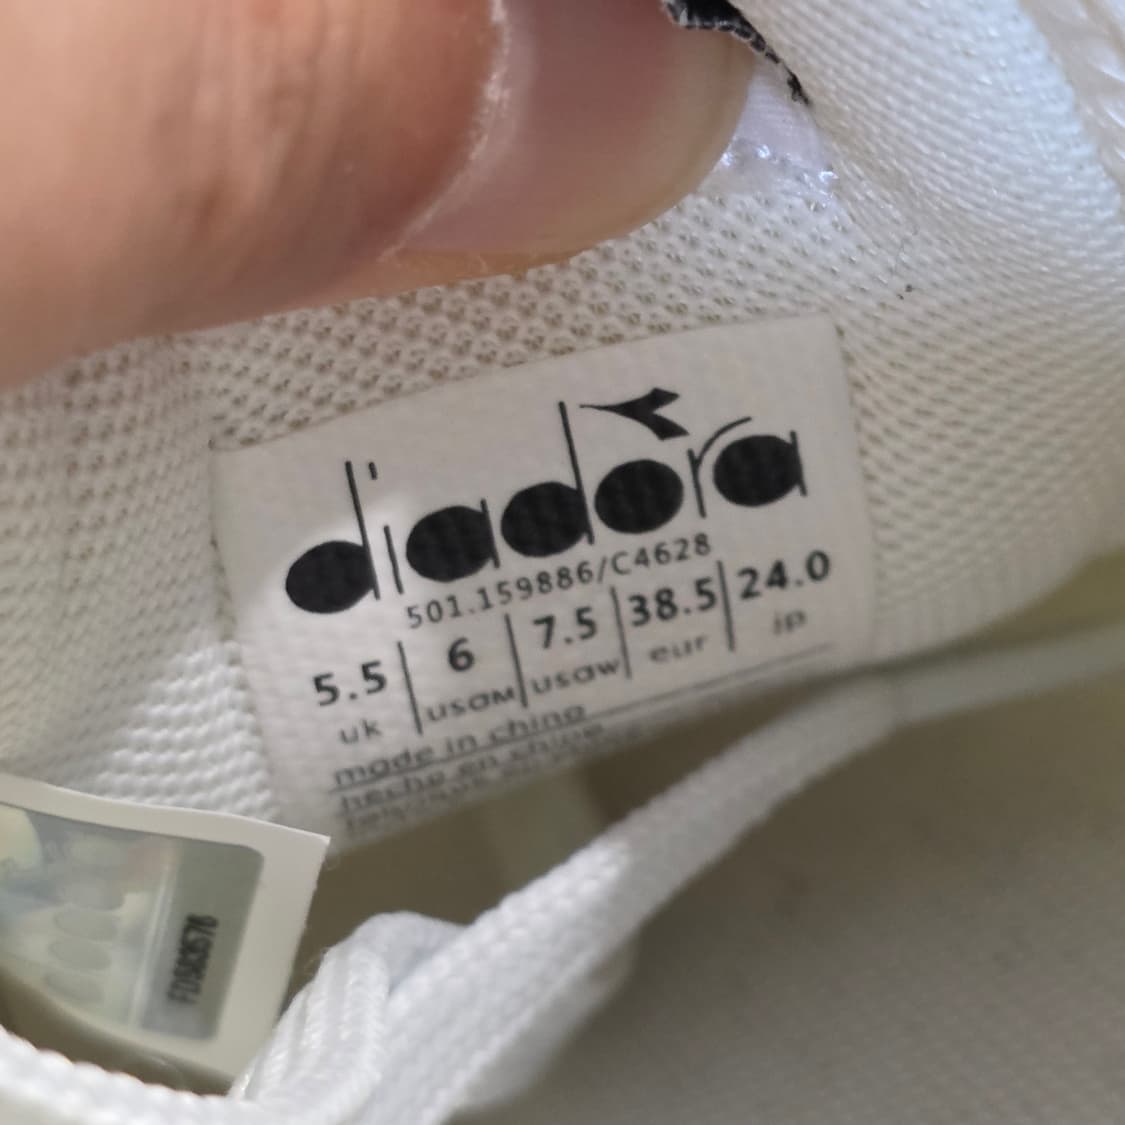 diadora
501.159886/C4628
5.5 | 6 | 7.5 | 38.5 | 24.0
uk | usam | usaw | eur | jp
made in china
hecho en china